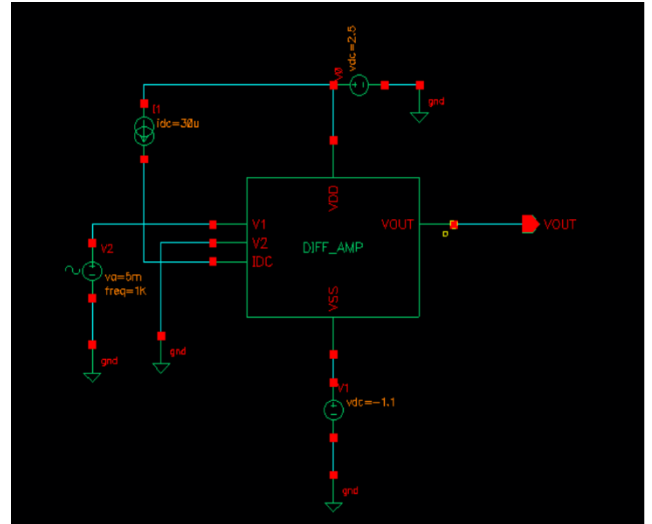 vdc=2.5
V0
gnd
I1
idc=30u
VDD
V1
VOUT
VOUT
V2
V2
DIFF_AMP
IDC
va=5m
freq=1K
VSS
gnd
gnd
V1
vdc=-1.1
gnd